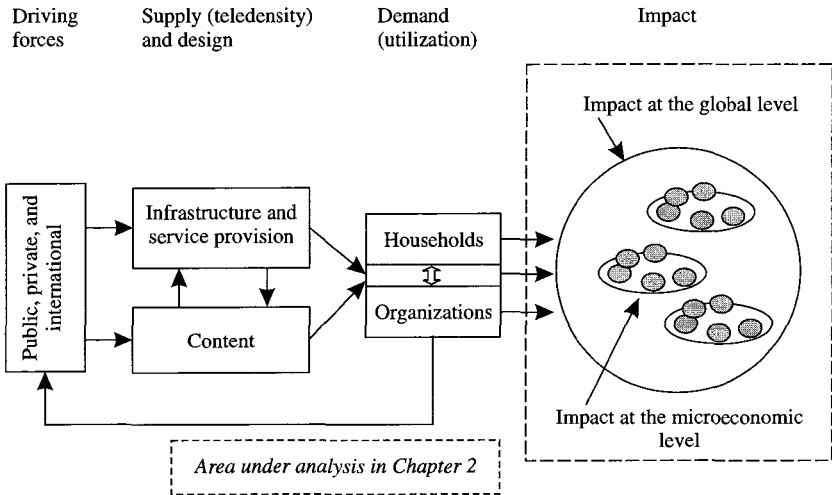 Driving
forces
Supply (teledensity)
and design
Demand
(utilization)
Impact
Impact at the global level
Public, private, and
international
Infrastructure and
service provision
Content
Households
Organizations
Impact at the microeconomic
level
Area under analysis in Chapter 2